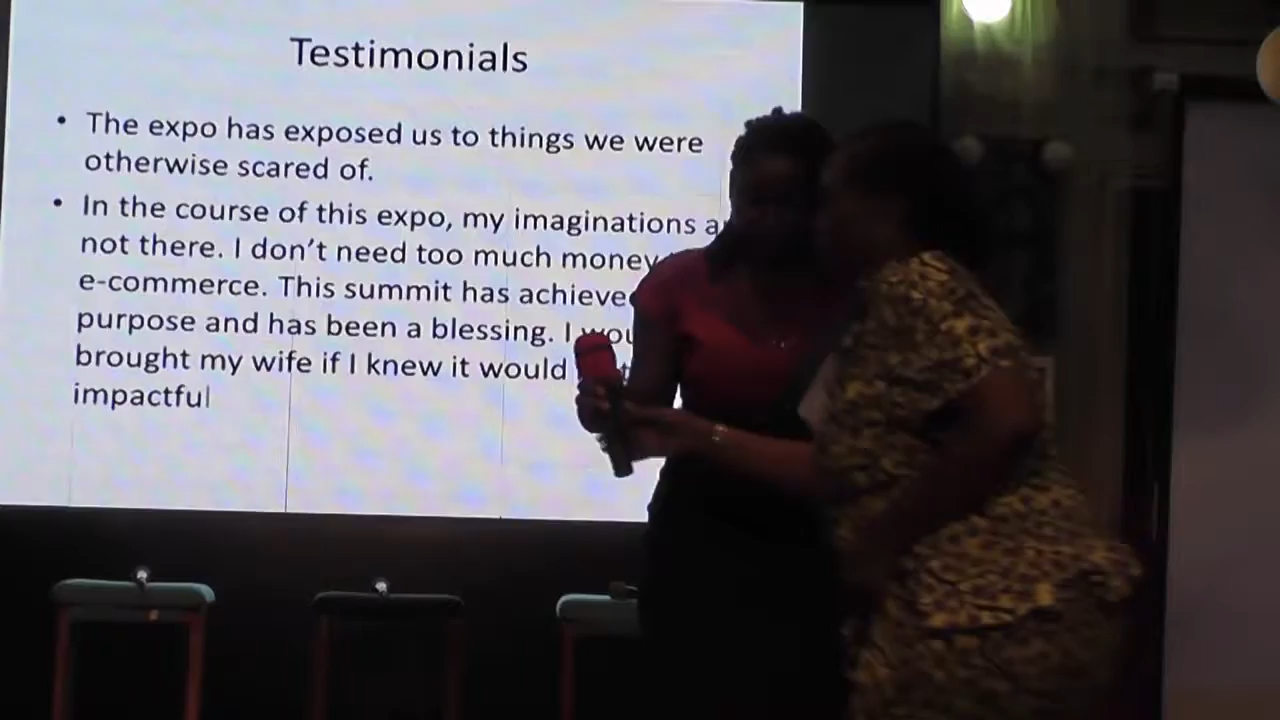 Testimonials
• The expo has exposed us to things we were
otherwise scared of.
• In the course of this expo, my imaginations
not there. I don't need too much money
e-commerce. This summit has achieve
purpose and has been a blessing. I
brought my wife if I knew it would
impactful